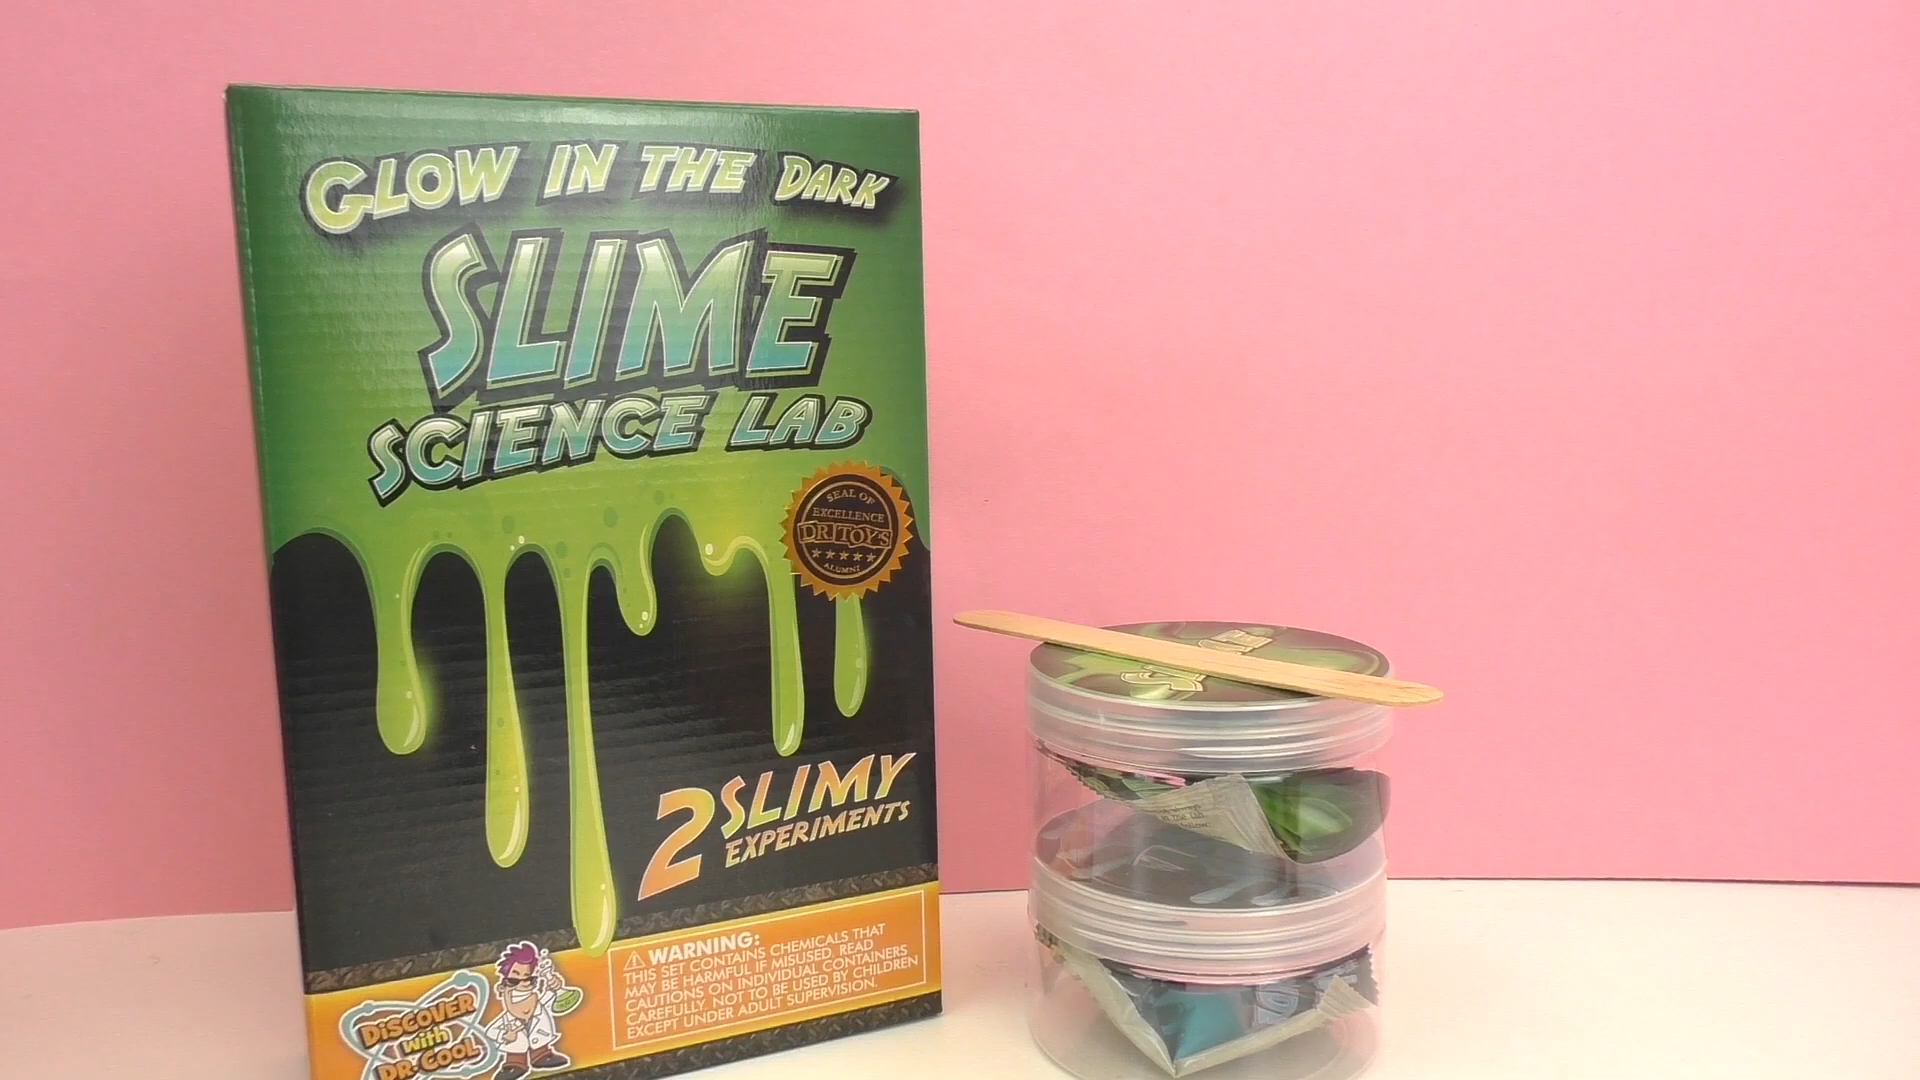 GLOW IN THE DARK
SLIME
SCIENCE LAB
SEAL OF
EXCELLENCE
DR TOY'S
ALUMNI
2 SLIMY
EXPERIMENTS
WARNING:
THIS SET CONTAINS CHEMICALS THAT
MAY BE HARMFUL IF MISUSED. READ
CAUTIONS ON INDIVIDUAL CONTAINERS
CAREFULLY. NOT TO BE USED BY CHILDREN
EXCEPT UNDER ADULT SUPERVISION.
DISCOVER
with
DR. COOL